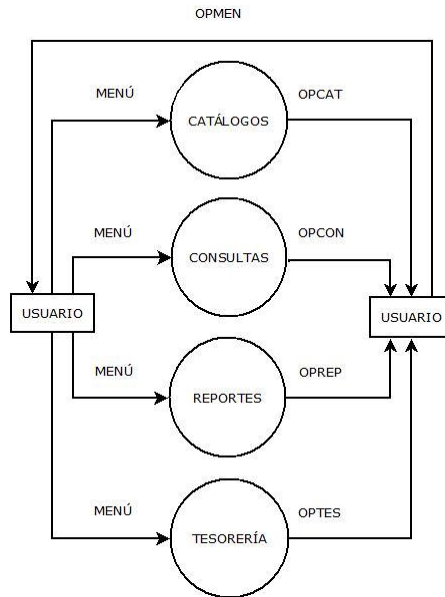 OPMEN
MENÚ
OPCAT
CATÁLOGOS
MENÚ
OPCON
CONSULTAS
USUARIO
USUARIO
MENÚ
OPREP
REPORTES
MENÚ
OPTES
TESORERÍA